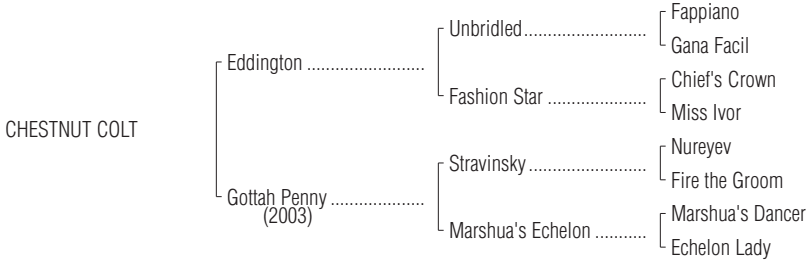 Fappiano
Unbridled..........................
Gana Facil
Eddington .........................
Chief's Crown
Fashion Star .....................
Miss Ivor
CHESTNUT COLT
Nureyev
Stravinsky.........................
Fire the Groom
Gottah Penny ....................
(2003)
Marshua's Dancer
Marshua's Echelon ...........
Echelon Lady